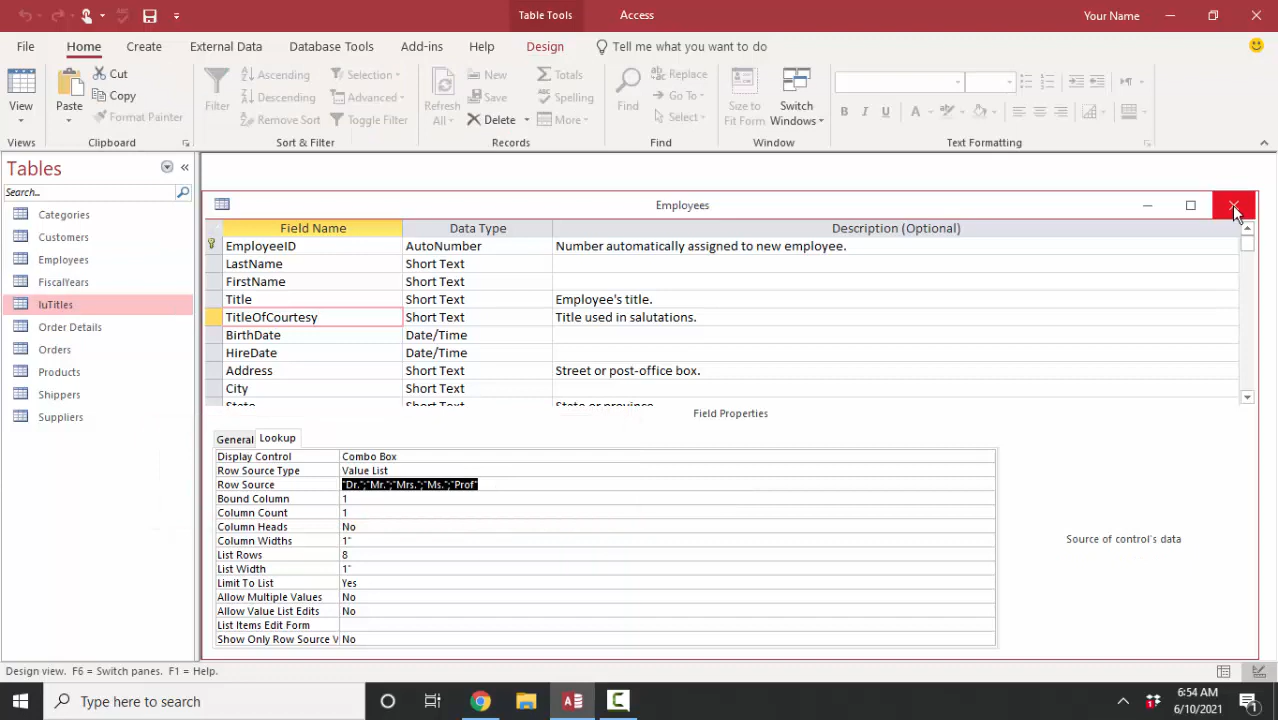 Table Tools Access Your Name
File Home Create External Data Database Tools Add-ins Help Design Tell me what you want to do
View
Views
Paste
Cut
Copy
Format Painter
Clipboard
Filter
Ascending
Descending
Remove Sort
Selection
Advanced
Toggle Filter
Sort & Filter
Refresh
All
New
Save
Delete
Totals
Spelling
More
Records
Find
Replace
Go To
Select
Find
Size to
Fit Form
Switch
Windows
Window
B I U A
Text Formatting
Tables
Search...
Categories
Customers
Employees
FiscalYears
luTitles
Order Details
Orders
Products
Shippers
Suppliers
Employees
Field Name Data Type Description (Optional)
EmployeeID AutoNumber Number automatically assigned to new employee.
LastName Short Text
FirstName Short Text
Title Short Text Employee's title.
TitleOfCourtesy Short Text Title used in salutations.
BirthDate Date/Time
HireDate Date/Time
Address Short Text Street or post-office box.
City Short Text
State Short Text State or province.
Field Properties
General Lookup
Display Control Combo Box
Row Source Type Value List
Row Source "Dr.";"Mr.";"Mrs.";"Ms.";"Prof"
Bound Column 1
Column Count 1
Column Heads No
Column Widths 1"
List Rows 8
List Width 1"
Limit To List Yes
Allow Multiple Values No
Allow Value List Edits No
List Items Edit Form
Show Only Row Source V No
Source of control's data
Design view. F6 = Switch panes. F1 = Help.
Type here to search
6:54 AM
6/10/2021
1